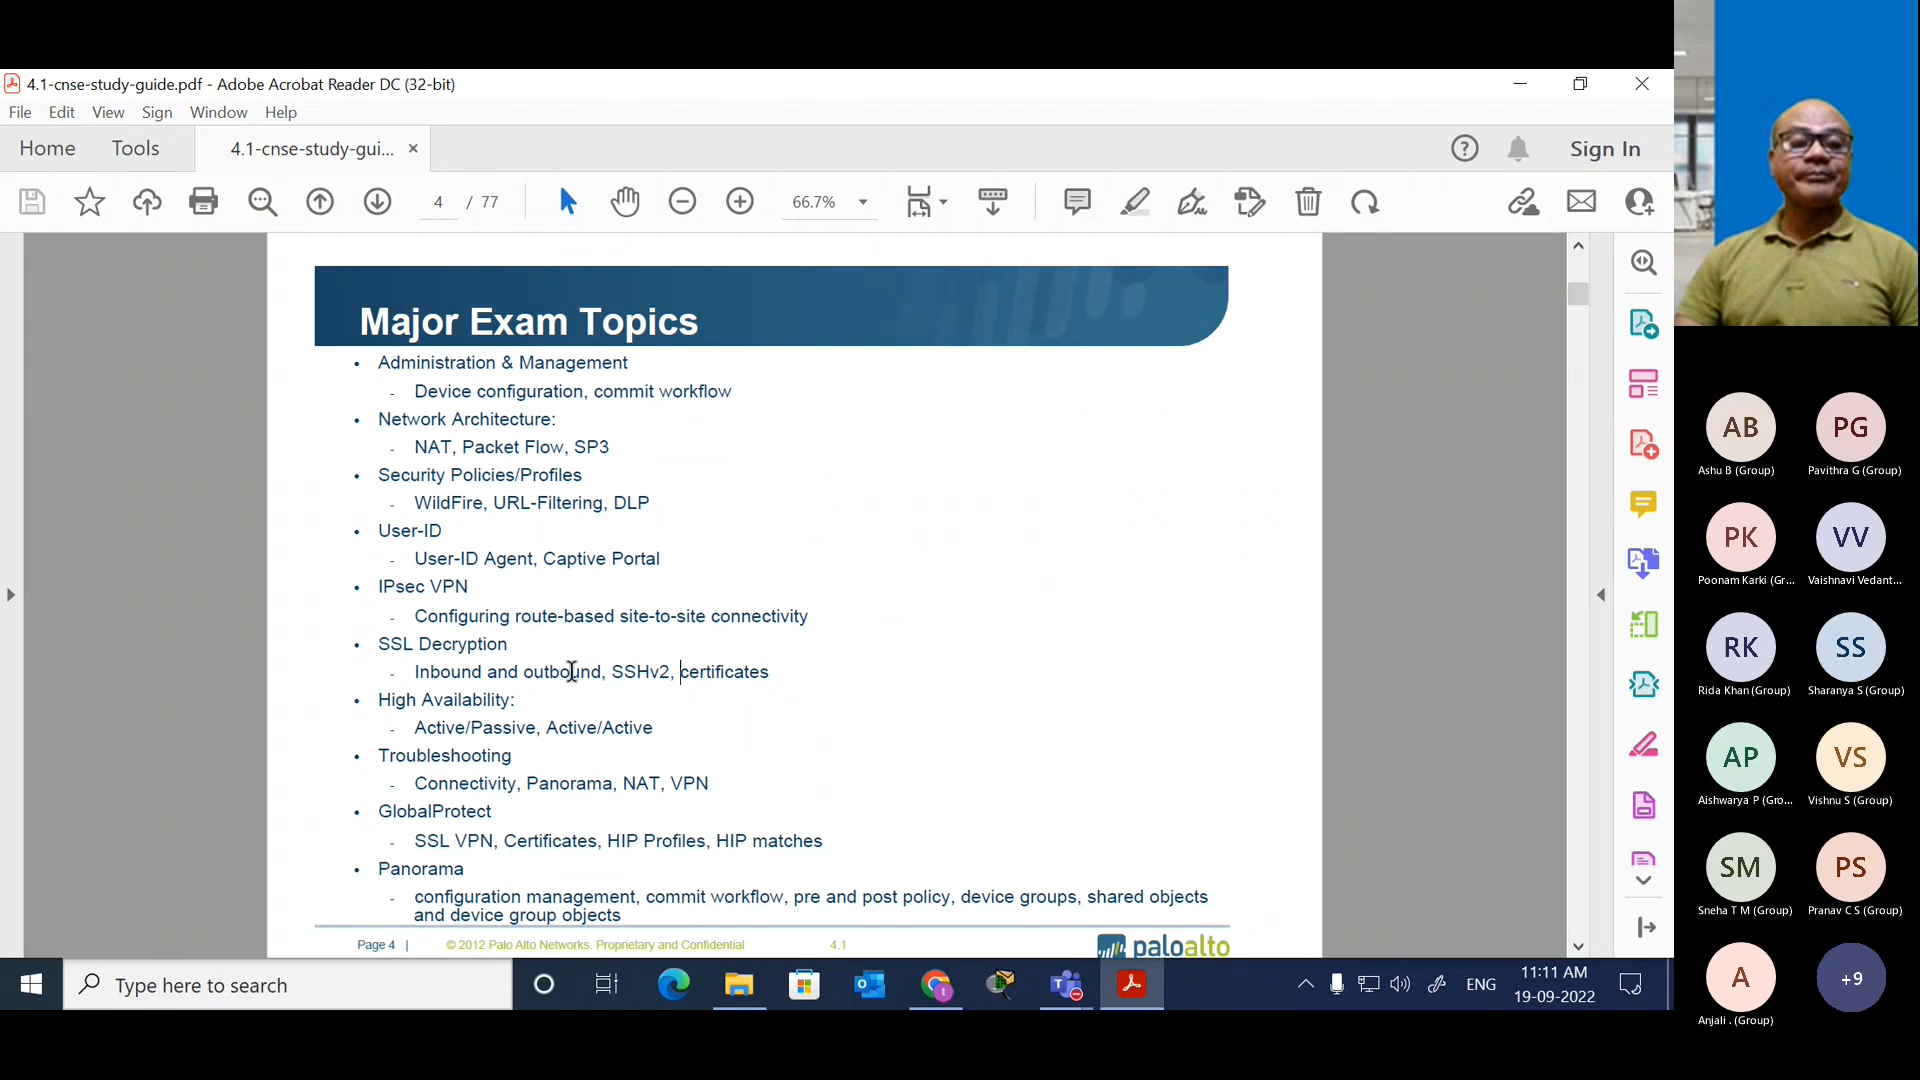 4.1-cnse-study-guide.pdf - Adobe Acrobat Reader DC (32-bit)
File Edit View Sign Window Help
Home Tools 4.1-cnse-study-gui... × Sign In
4 / 77 66.7%
Major Exam Topics
• Administration & Management
- Device configuration, commit workflow
• Network Architecture:
- NAT, Packet Flow, SP3
• Security Policies/Profiles
- WildFire, URL-Filtering, DLP
• User-ID
- User-ID Agent, Captive Portal
• IPsec VPN
- Configuring route-based site-to-site connectivity
• SSL Decryption
- Inbound and outbound, SSHv2, certificates
• High Availability:
- Active/Passive, Active/Active
• Troubleshooting
- Connectivity, Panorama, NAT, VPN
• GlobalProtect
- SSL VPN, Certificates, HIP Profiles, HIP matches
• Panorama
- configuration management, commit workflow, pre and post policy, device groups, shared objects
and device group objects
Page 4 | © 2012 Palo Alto Networks. Proprietary and Confidential 4.1 paloalto
Type here to search
ENG
11:11 AM
19-09-2022
AB PG
Ashu B (Group) Pavithra G (Group)
PK VV
Poonam Karki (Gr... Vaishnavi Vedant...
RK SS
Rida Khan (Group) Sharanya S (Group)
AP VS
Aishwarya P (Gro... Vishnu S (Group)
SM PS
Sneha T M (Group) Pranav C S (Group)
A +9
Anjali . (Group)